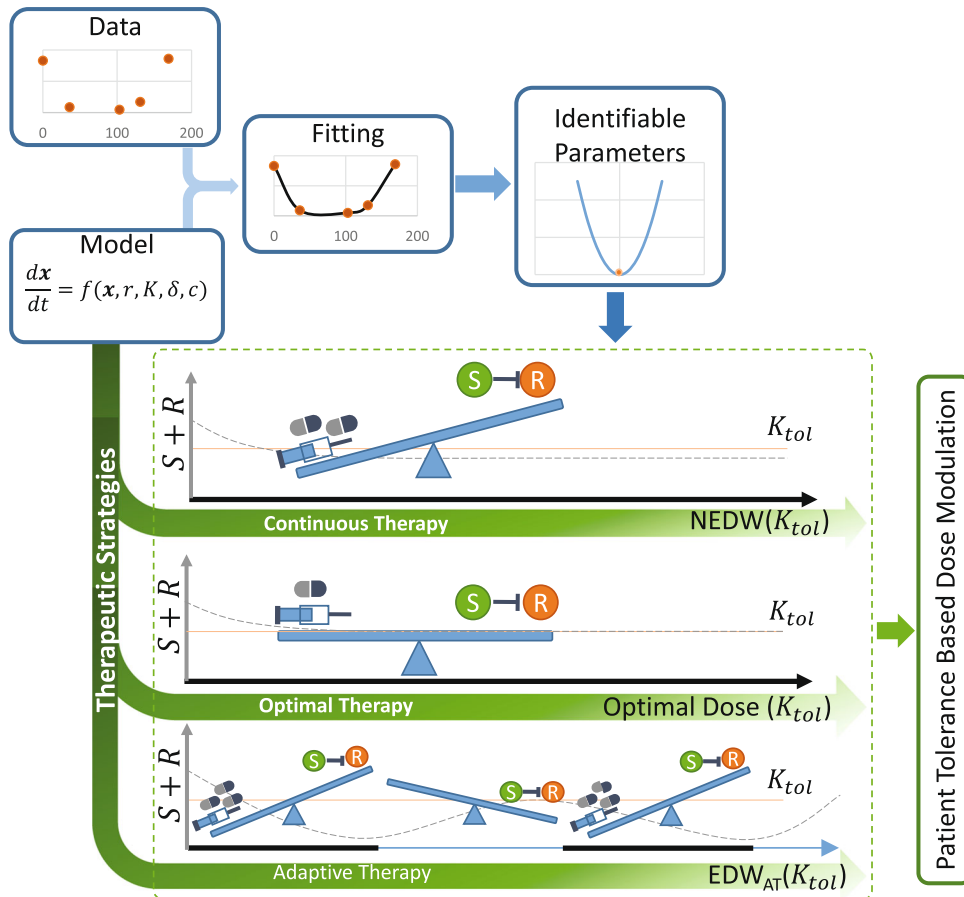 Data
0 100 200
Model
d𝒙/dt = f(𝒙, r, K, δ, c)
Fitting
0 100 200
Identifiable
Parameters
Therapeutic Strategies
S + R
S R
K_tol
Continuous Therapy
NEDW(K_tol)
S + R
S R
K_tol
Optimal Therapy
Optimal Dose (K_tol)
S + R
S R
S R
S R
K_tol
Adaptive Therapy
EDW_AT(K_tol)
Patient Tolerance Based Dose Modulation